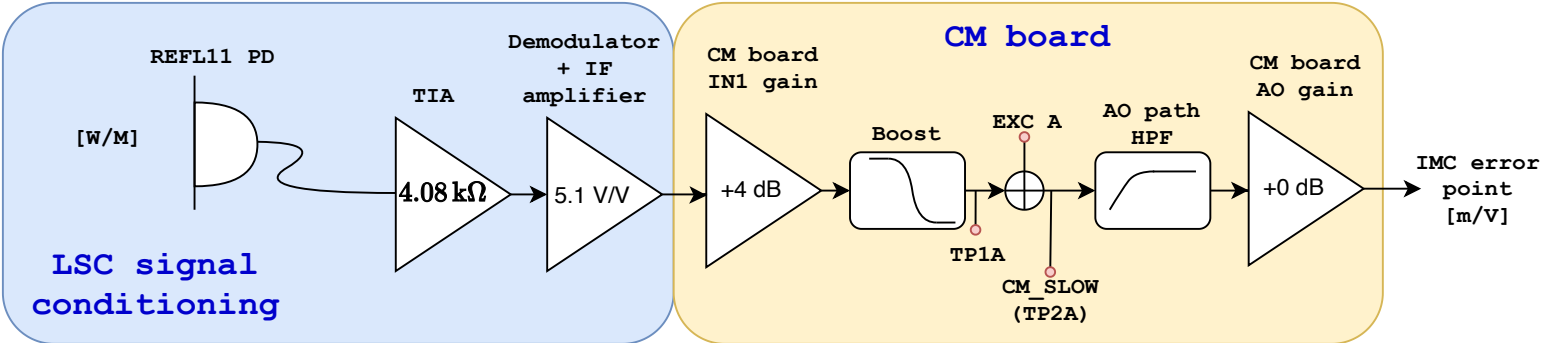 REFL11 PD
[W/M]
TIA
4.08 kΩ
Demodulator
+ IF
amplifier
5.1 V/V
LSC signal
conditioning
CM board
CM board
IN1 gain
+4 dB
Boost
TP1A
EXC A
CM_SLOW
(TP2A)
AO path
HPF
CM board
AO gain
+0 dB
IMC error
point
[m/V]